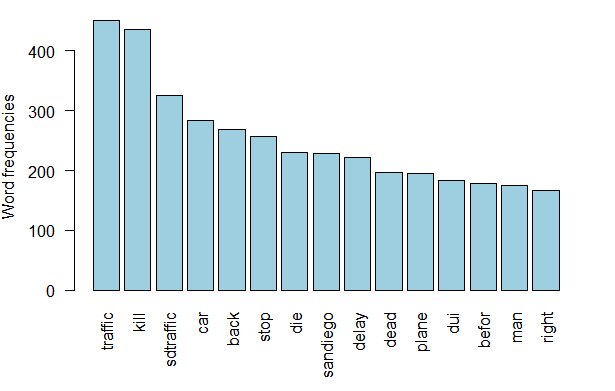 Word frequencies
400
300
200
100
0
traffic
kill
sdtraffic
car
back
stop
die
sandiego
delay
dead
plane
dui
befor
man
right